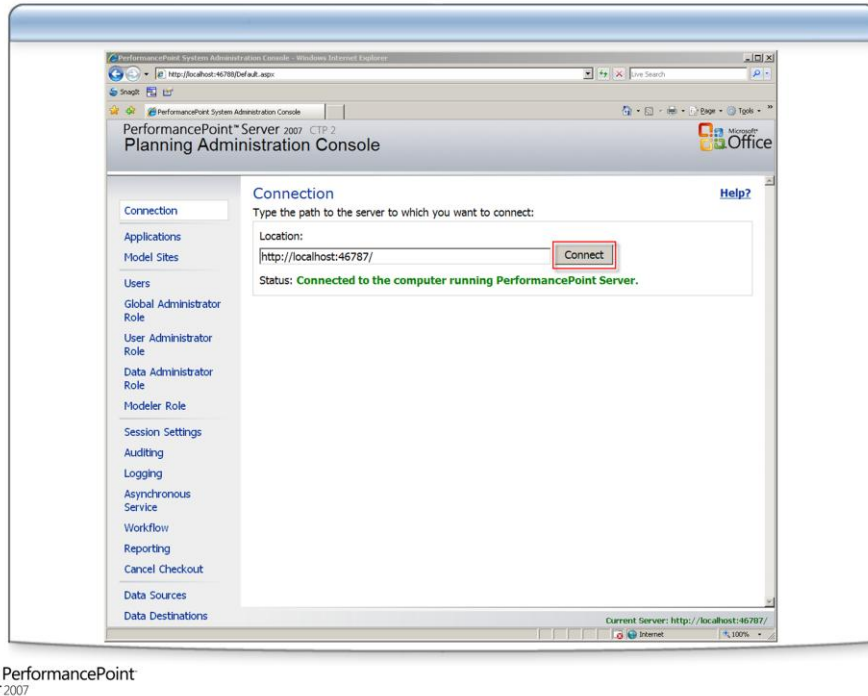 PerformancePoint System Administration Console - Windows Internet Explorer
http://localhost:46788/Default.aspx
Live Search
SnagIt
PerformancePoint System Administration Console
Page
Tools
PerformancePoint™ Server 2007 CTP 2
Planning Administration Console
Microsoft®
Office
Connection
Applications
Model Sites
Users
Global Administrator
Role
User Administrator
Role
Data Administrator
Role
Modeler Role
Session Settings
Auditing
Logging
Asynchronous
Service
Workflow
Reporting
Cancel Checkout
Data Sources
Data Destinations
Connection
Help?
Type the path to the server to which you want to connect:
Location:
http://localhost:46787/
Connect
Status: Connected to the computer running PerformancePoint Server.
Current Server: http://localhost:46787/
Internet
100%
PerformancePoint
2007